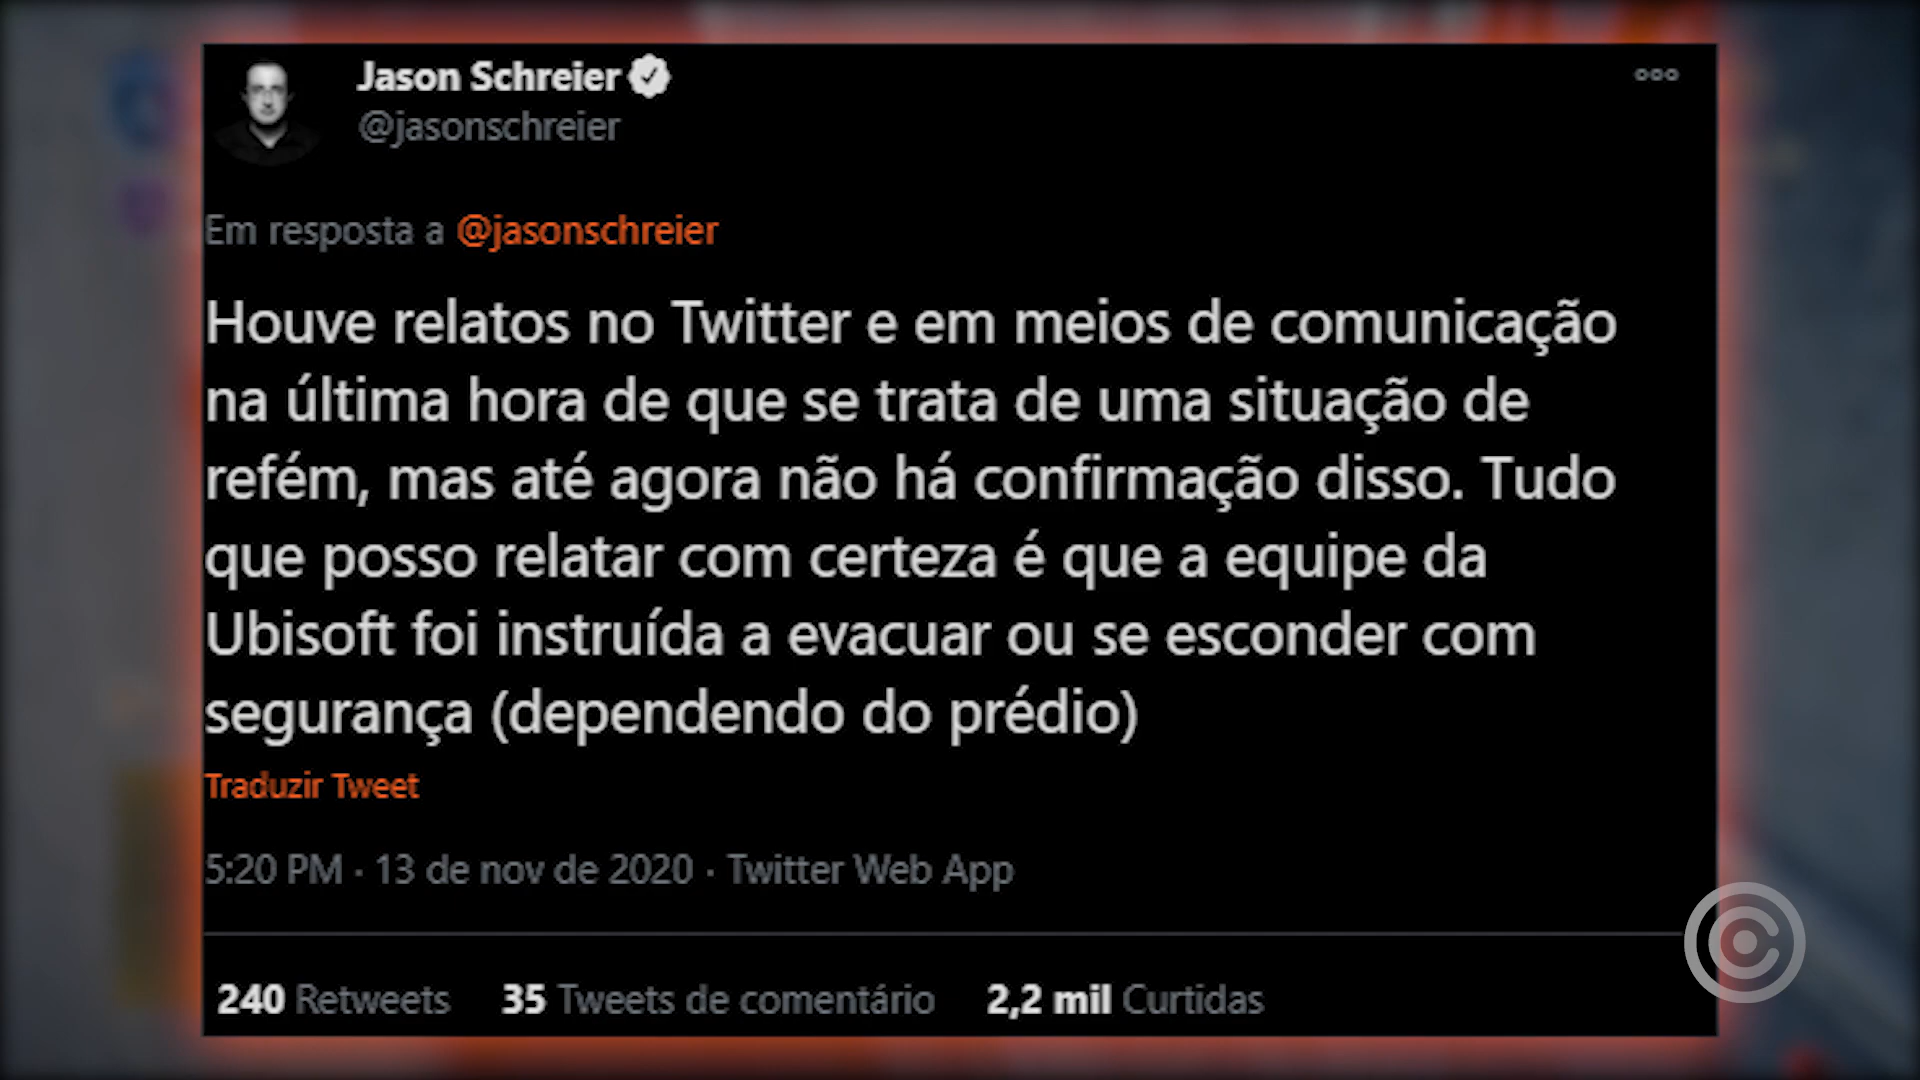 Jason Schreier
@jasonschreier
Em resposta a @jasonschreier
Houve relatos no Twitter e em meios de comunicação
na última hora de que se trata de uma situação de
refém, mas até agora não há confirmação disso. Tudo
que posso relatar com certeza é que a equipe da
Ubisoft foi instruída a evacuar ou se esconder com
segurança (dependendo do prédio)
Traduzir Tweet
5:20 PM · 13 de nov de 2020 · Twitter Web App
240 Retweets 35 Tweets de comentário 2,2 mil Curtidas